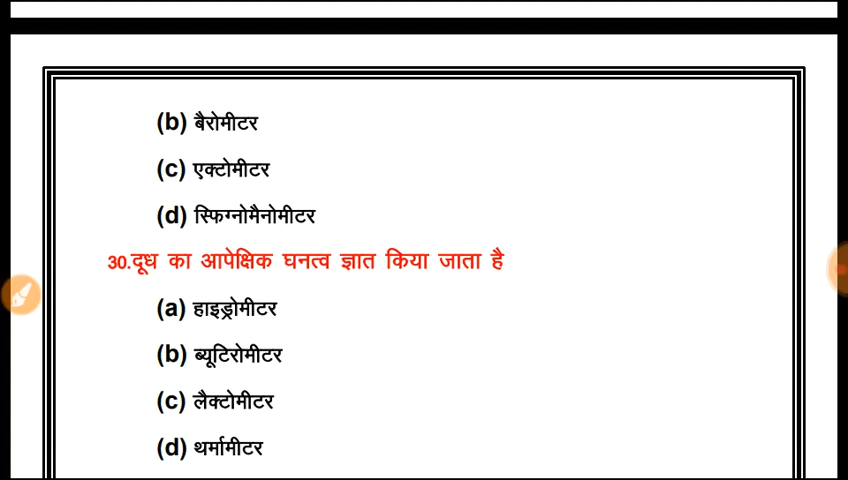 (b) बैरोमीटर
(c) एक्टोमीटर
(d) स्फिग्नोमैनोमीटर
30.दूध का आपेक्षिक घनत्व ज्ञात किया जाता है
(a) हाइड्रोमीटर
(b) ब्यूटिरोमीटर
(c) लैक्टोमीटर
(d) थर्मामीटर